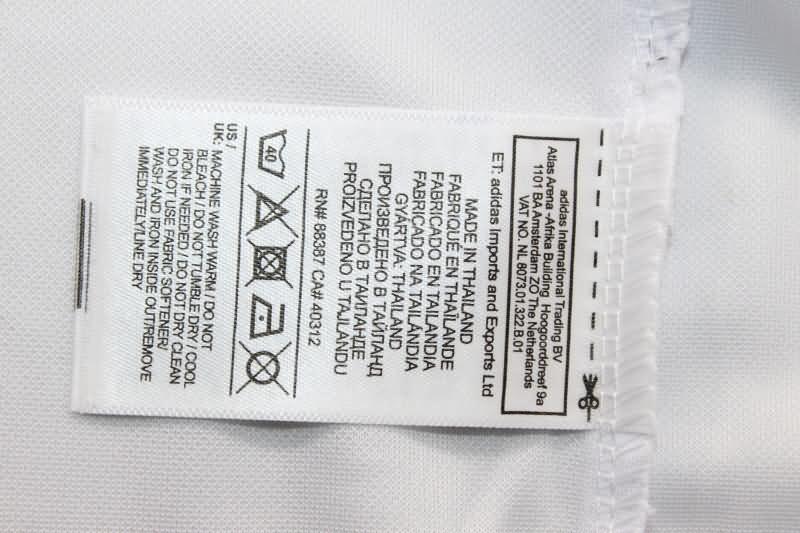 adidas International Trading BV
Atlas Arena -Afrika Building Hoogoorddreef 9a
1101 BA Amsterdam ZO The Netherlands
VAT NO. NL 8073.01.322.B.01
ET: adidas Imports and Exports Ltd
MADE IN THAILAND
FABRIQUÉ EN THAÏLANDE
FABRICADO EN TAILANDIA
FABRICADO NA TAILÂNDIA
GYÁRTVA: THAILAND
ПРОИЗВЕДЕНО В ТАЙЛАНД
СДЕЛАНО В ТАИЛАНДЕ
PROIZVEDENO U TAJLANDU
RN# 88387 CA# 40312
40
US /
UK: MACHINE WASH WARM / DO NOT
BLEACH / DO NOT TUMBLE DRY / COOL
IRON IF NEEDED / DO NOT DRY CLEAN
DO NOT USE FABRIC SOFTENER/
WASH AND IRON INSIDE OUT/REMOVE
IMMEDIATELY/LINE DRY